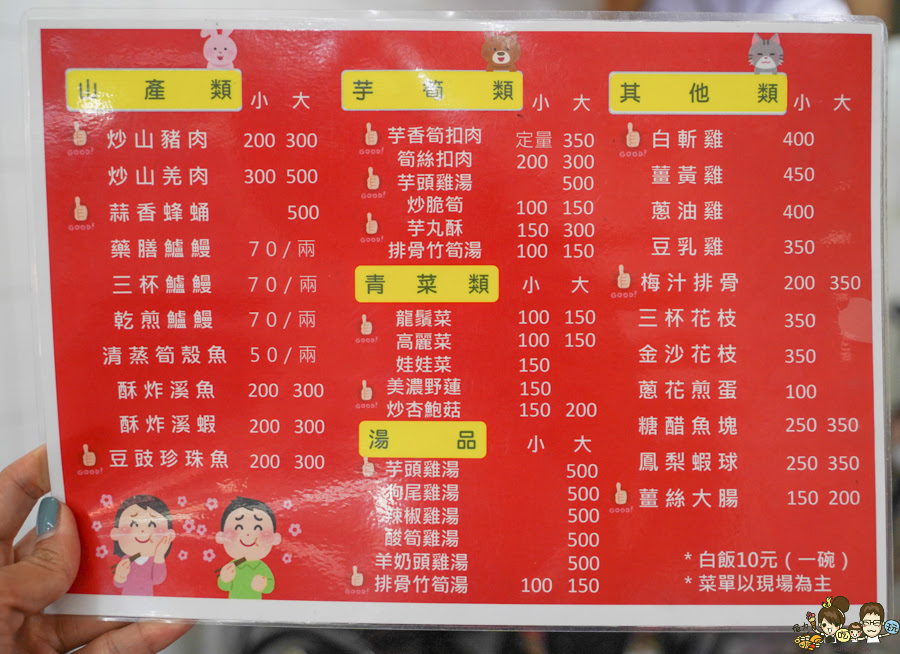 山產類 小 大
GOOD! 炒山豬肉 200 300
炒山羌肉 300 500
GOOD! 蒜香蜂蛹 500
藥膳鱸鰻 70/兩
三杯鱸鰻 70/兩
乾煎鱸鰻 70/兩
清蒸筍殼魚 50/兩
酥炸溪魚 200 300
酥炸溪蝦 200 300
GOOD! 豆豉珍珠魚 200 300
芋筍類 小 大
GOOD! 芋香筍扣肉 定量 350
筍絲扣肉 200 300
GOOD! 芋頭雞湯 500
炒脆筍 100 150
GOOD! 芋丸酥 150 300
排骨竹筍湯 100 150
青菜類 小 大
GOOD! 龍鬚菜 100 150
高麗菜 100 150
娃娃菜 150
GOOD! 美濃野蓮 150
炒杏鮑菇 150 200
湯品 小 大
芋頭雞湯 500
狗尾雞湯 500
辣椒雞湯 500
酸筍雞湯 500
羊奶頭雞湯 500
GOOD! 排骨竹筍湯 100 150
其他類 小 大
GOOD! 白斬雞 400
薑黃雞 450
蔥油雞 400
豆乳雞 350
GOOD! 梅汁排骨 200 350
三杯花枝 350
金沙花枝 350
蔥花煎蛋 100
糖醋魚塊 250 350
鳳梨蝦球 250 350
GOOD! 薑絲大腸 150 200
*白飯10元（一碗）
*菜單以現場為主